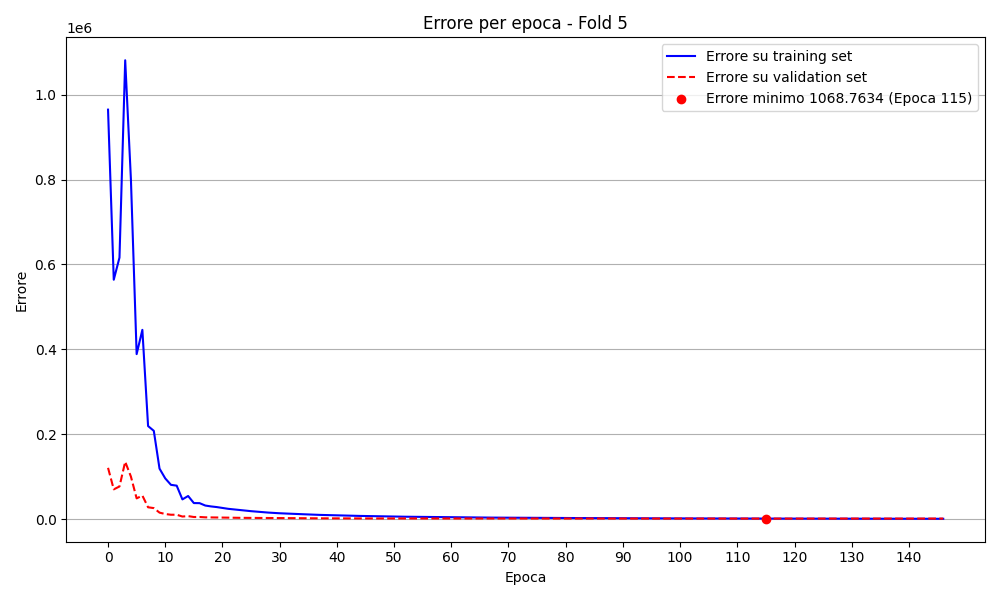 Errore per epoca - Fold 5
1e6
Errore su training set
Errore su validation set
Errore minimo 1068.7634 (Epoca 115)
1.0
0.8
0.6
0.4
0.2
0.0
Errore
0 10 20 30 40 50 60 70 80 90 100 110 120 130 140
Epoca